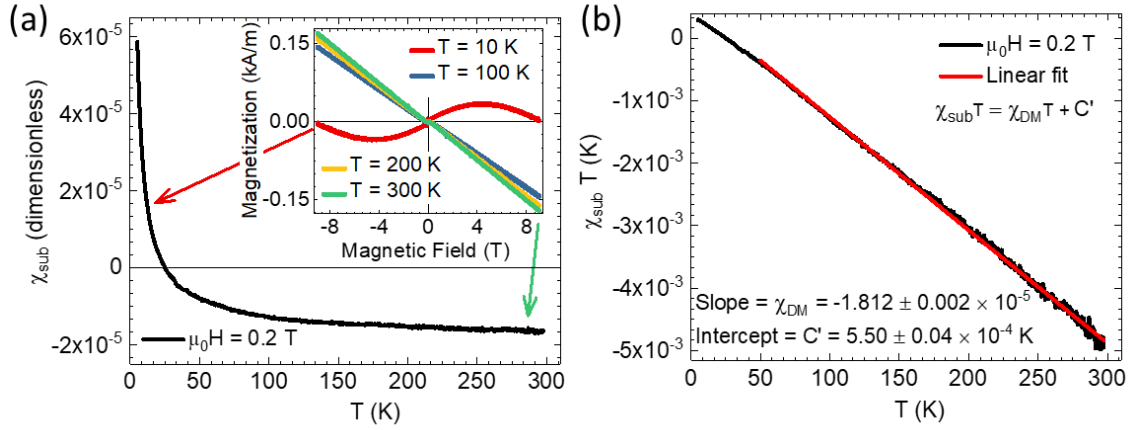 (a)
χsub (dimensionless)
6x10-5
4x10-5
2x10-5
0
-2x10-5
0 50 100 150 200 250 300
T (K)
μ0H = 0.2 T
Magnetization (kA/m)
0.15
0.00
-0.15
-8 -4 0 4 8
Magnetic Field (T)
T = 10 K
T = 100 K
T = 200 K
T = 300 K
(b)
χsub T (K)
0
-1x10-3
-2x10-3
-3x10-3
-4x10-3
-5x10-3
0 50 100 150 200 250 300
T (K)
μ0H = 0.2 T
Linear fit
χsubT = χDMT + C'
Slope = χDM = -1.812 ± 0.002 × 10-5
Intercept = C' = 5.50 ± 0.04 × 10-4 K